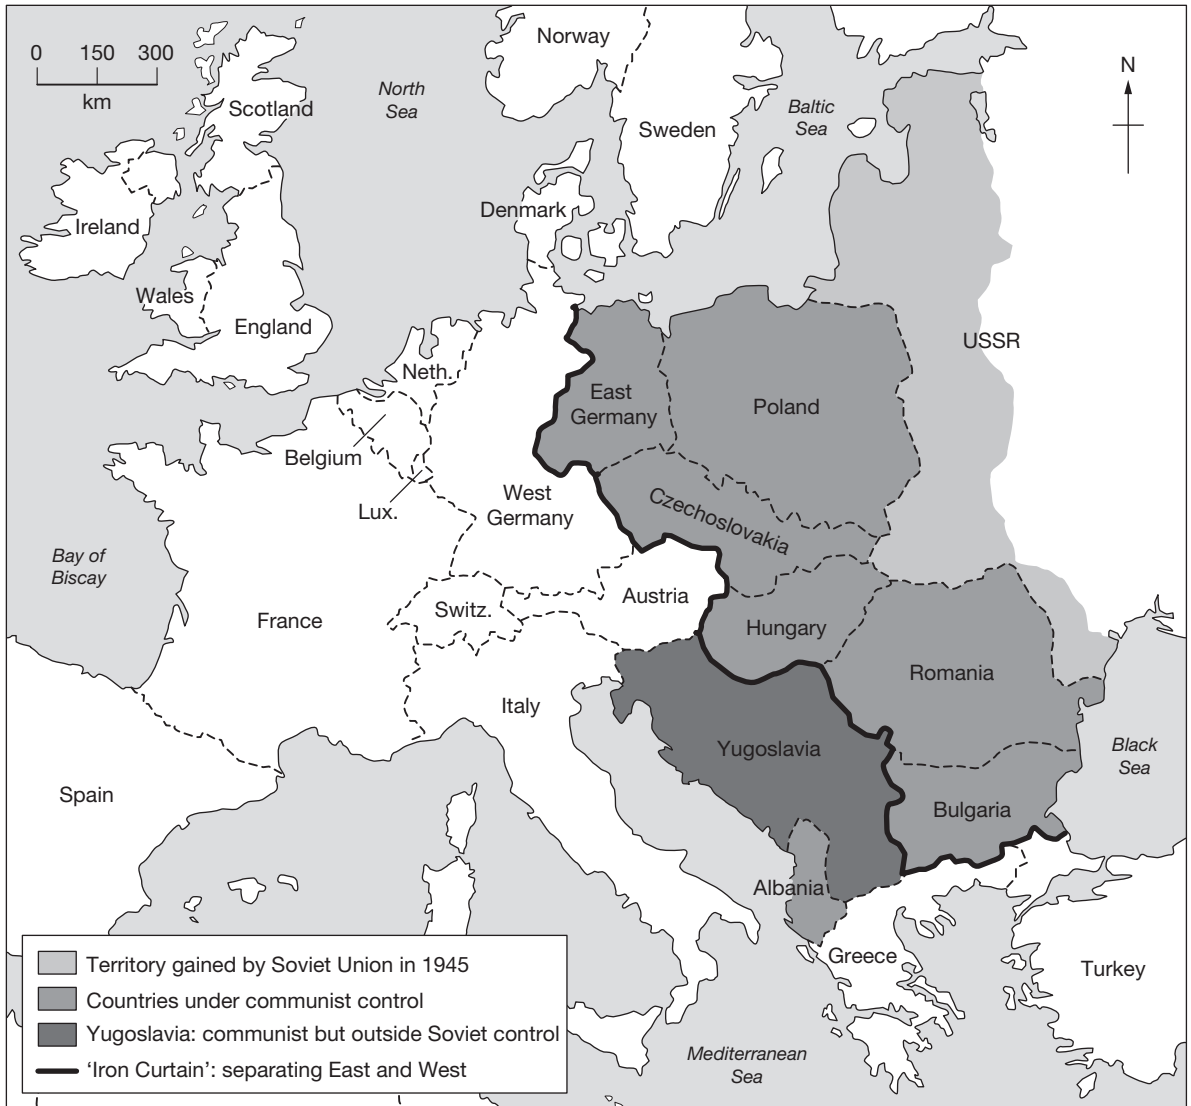 0 150 300
km
Norway
North
Sea
Scotland
Sweden
Baltic
Sea
N
Ireland
Denmark
Wales
England
USSR
Neth.
Belgium
Lux.
East
Germany
Poland
West
Germany
Czechoslovakia
Bay of
Biscay
France
Switz.
Austria
Hungary
Romania
Italy
Yugoslavia
Black
Sea
Spain
Bulgaria
Albania
Greece
Turkey
Mediterranean
Sea
Territory gained by Soviet Union in 1945
Countries under communist control
Yugoslavia: communist but outside Soviet control
‘Iron Curtain’: separating East and West